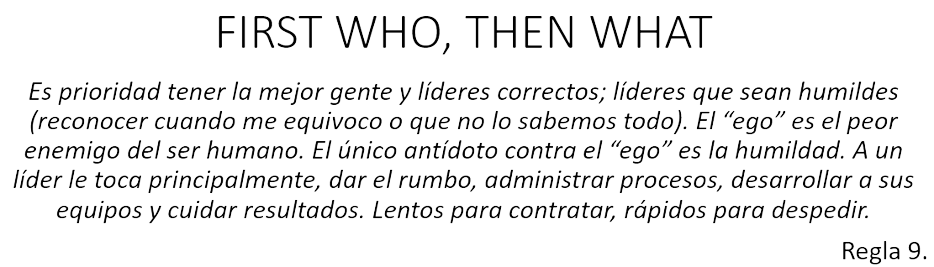 FIRST WHO, THEN WHAT
Es prioridad tener la mejor gente y líderes correctos; líderes que sean humildes
(reconocer cuando me equivoco o que no lo sabemos todo). El “ego” es el peor
enemigo del ser humano. El único antídoto contra el “ego” es la humildad. A un
líder le toca principalmente, dar el rumbo, administrar procesos, desarrollar a sus
equipos y cuidar resultados. Lentos para contratar, rápidos para despedir.
Regla 9.